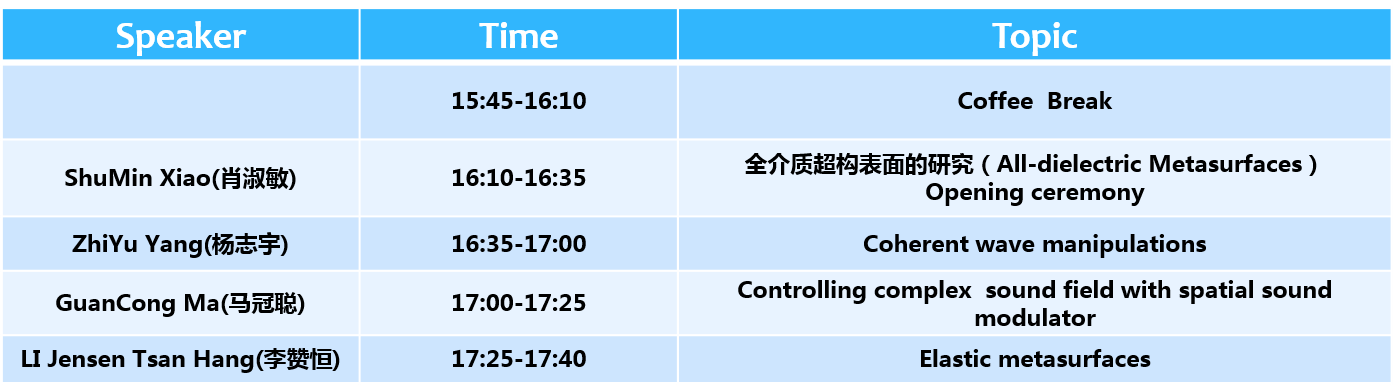 Speaker Time Topic
15:45-16:10 Coffee Break
ShuMin Xiao(肖淑敏) 16:10-16:35 全介质超构表面的研究（All-dielectric Metasurfaces）
Opening ceremony
ZhiYu Yang(杨志宇) 16:35-17:00 Coherent wave manipulations
GuanCong Ma(马冠聪) 17:00-17:25 Controlling complex sound field with spatial sound
modulator
LI Jensen Tsan Hang(李赞恒) 17:25-17:40 Elastic metasurfaces